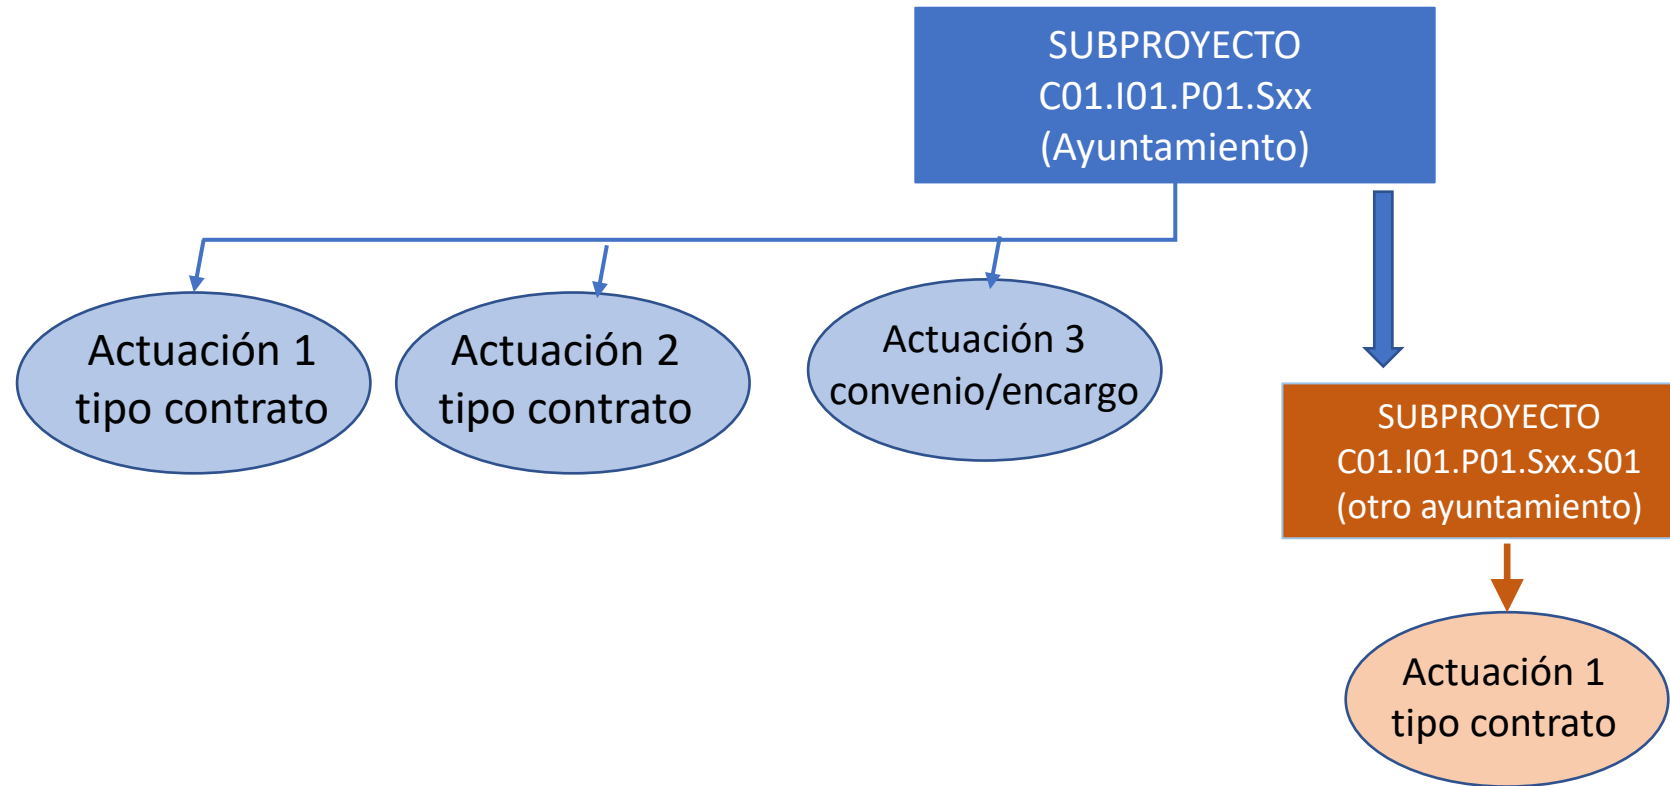 SUBPROYECTO
C01.I01.P01.Sxx
(Ayuntamiento)
Actuación 1
tipo contrato
Actuación 2
tipo contrato
Actuación 3
convenio/encargo
SUBPROYECTO
C01.I01.P01.Sxx.S01
(otro ayuntamiento)
Actuación 1
tipo contrato